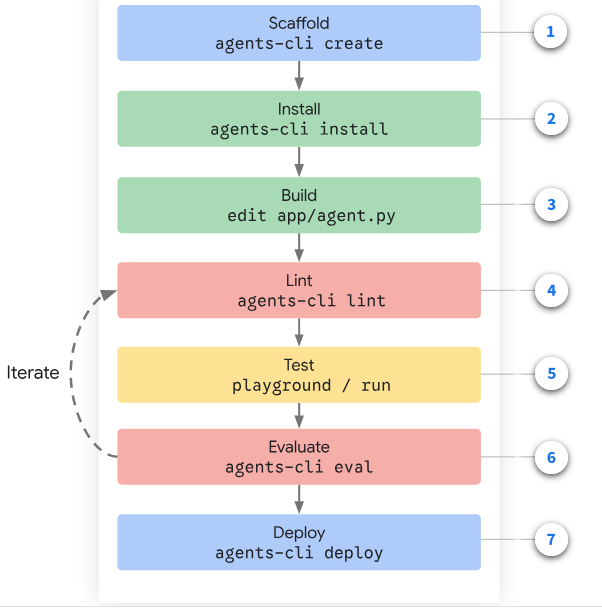 Scaffold
agents-cli create
1
Install
agents-cli install
2
Build
edit app/agent.py
3
Lint
agents-cli lint
4
Iterate
Test
playground / run
5
Evaluate
agents-cli eval
6
Deploy
agents-cli deploy
7